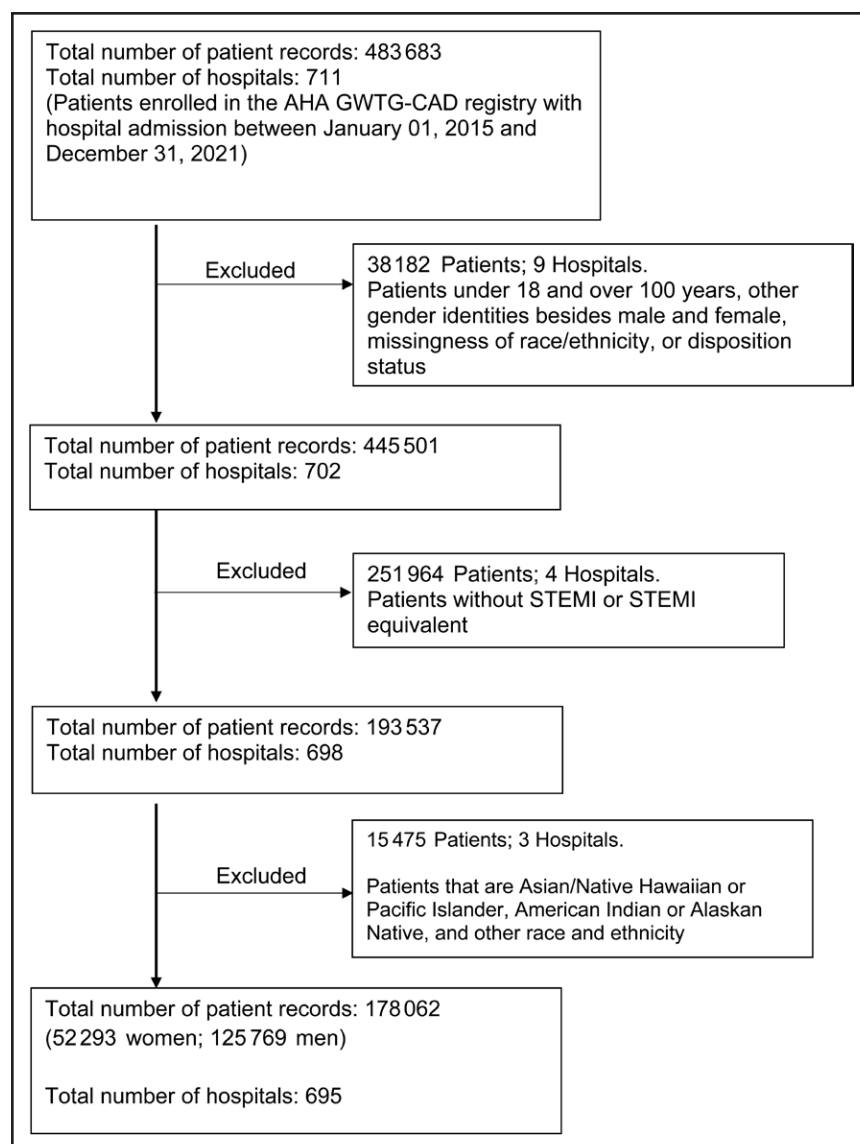 Total number of patient records: 483 683
Total number of hospitals: 711
(Patients enrolled in the AHA GWTG-CAD registry with
hospital admission between January 01, 2015 and
December 31, 2021)
Excluded
38 182 Patients; 9 Hospitals.
Patients under 18 and over 100 years, other
gender identities besides male and female,
missingness of race/ethnicity, or disposition
status
Total number of patient records: 445 501
Total number of hospitals: 702
Excluded
251 964 Patients; 4 Hospitals.
Patients without STEMI or STEMI
equivalent
Total number of patient records: 193 537
Total number of hospitals: 698
Excluded
15 475 Patients; 3 Hospitals.
Patients that are Asian/Native Hawaiian or
Pacific Islander, American Indian or Alaskan
Native, and other race and ethnicity
Total number of patient records: 178 062
(52 293 women; 125 769 men)
Total number of hospitals: 695